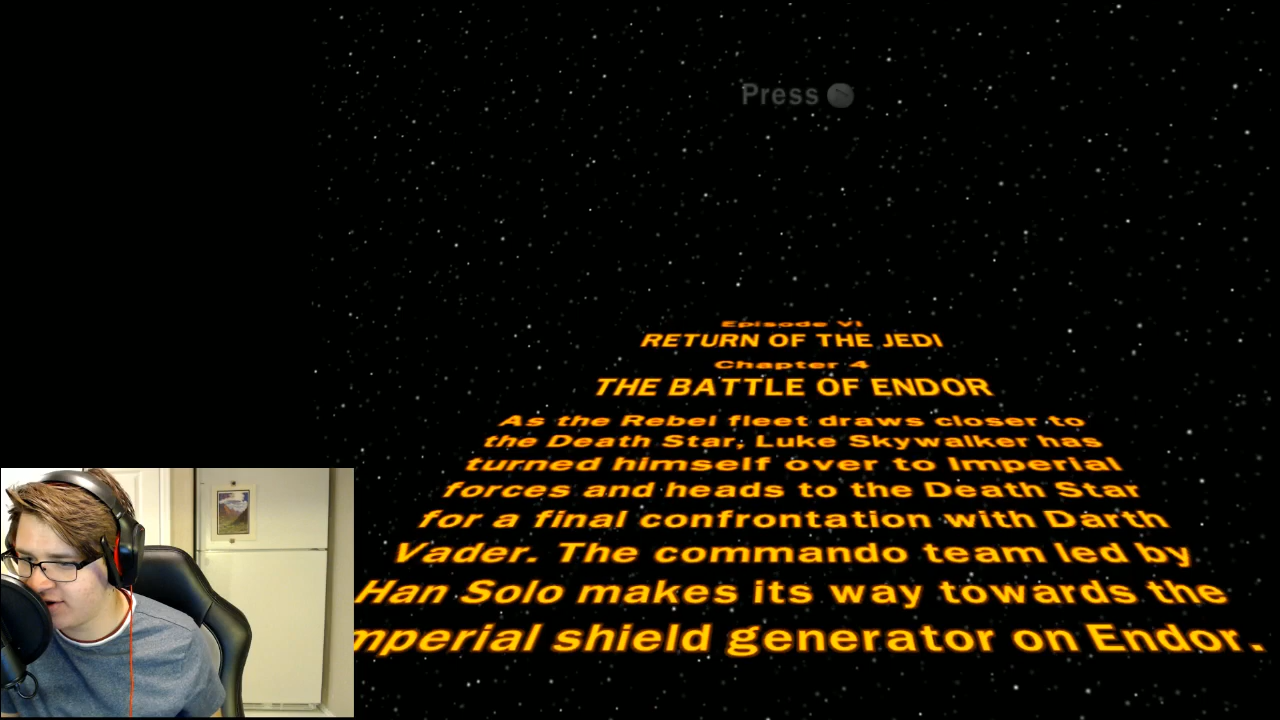 Press
Episode VI
RETURN OF THE JEDI
Chapter 4
THE BATTLE OF ENDOR
As the Rebel fleet draws closer to
the Death Star, Luke Skywalker has
turned himself over to Imperial
forces and heads to the Death Star
for a final confrontation with Darth
Vader. The commando team led by
Han Solo makes its way towards the
mperial shield generator on Endor.